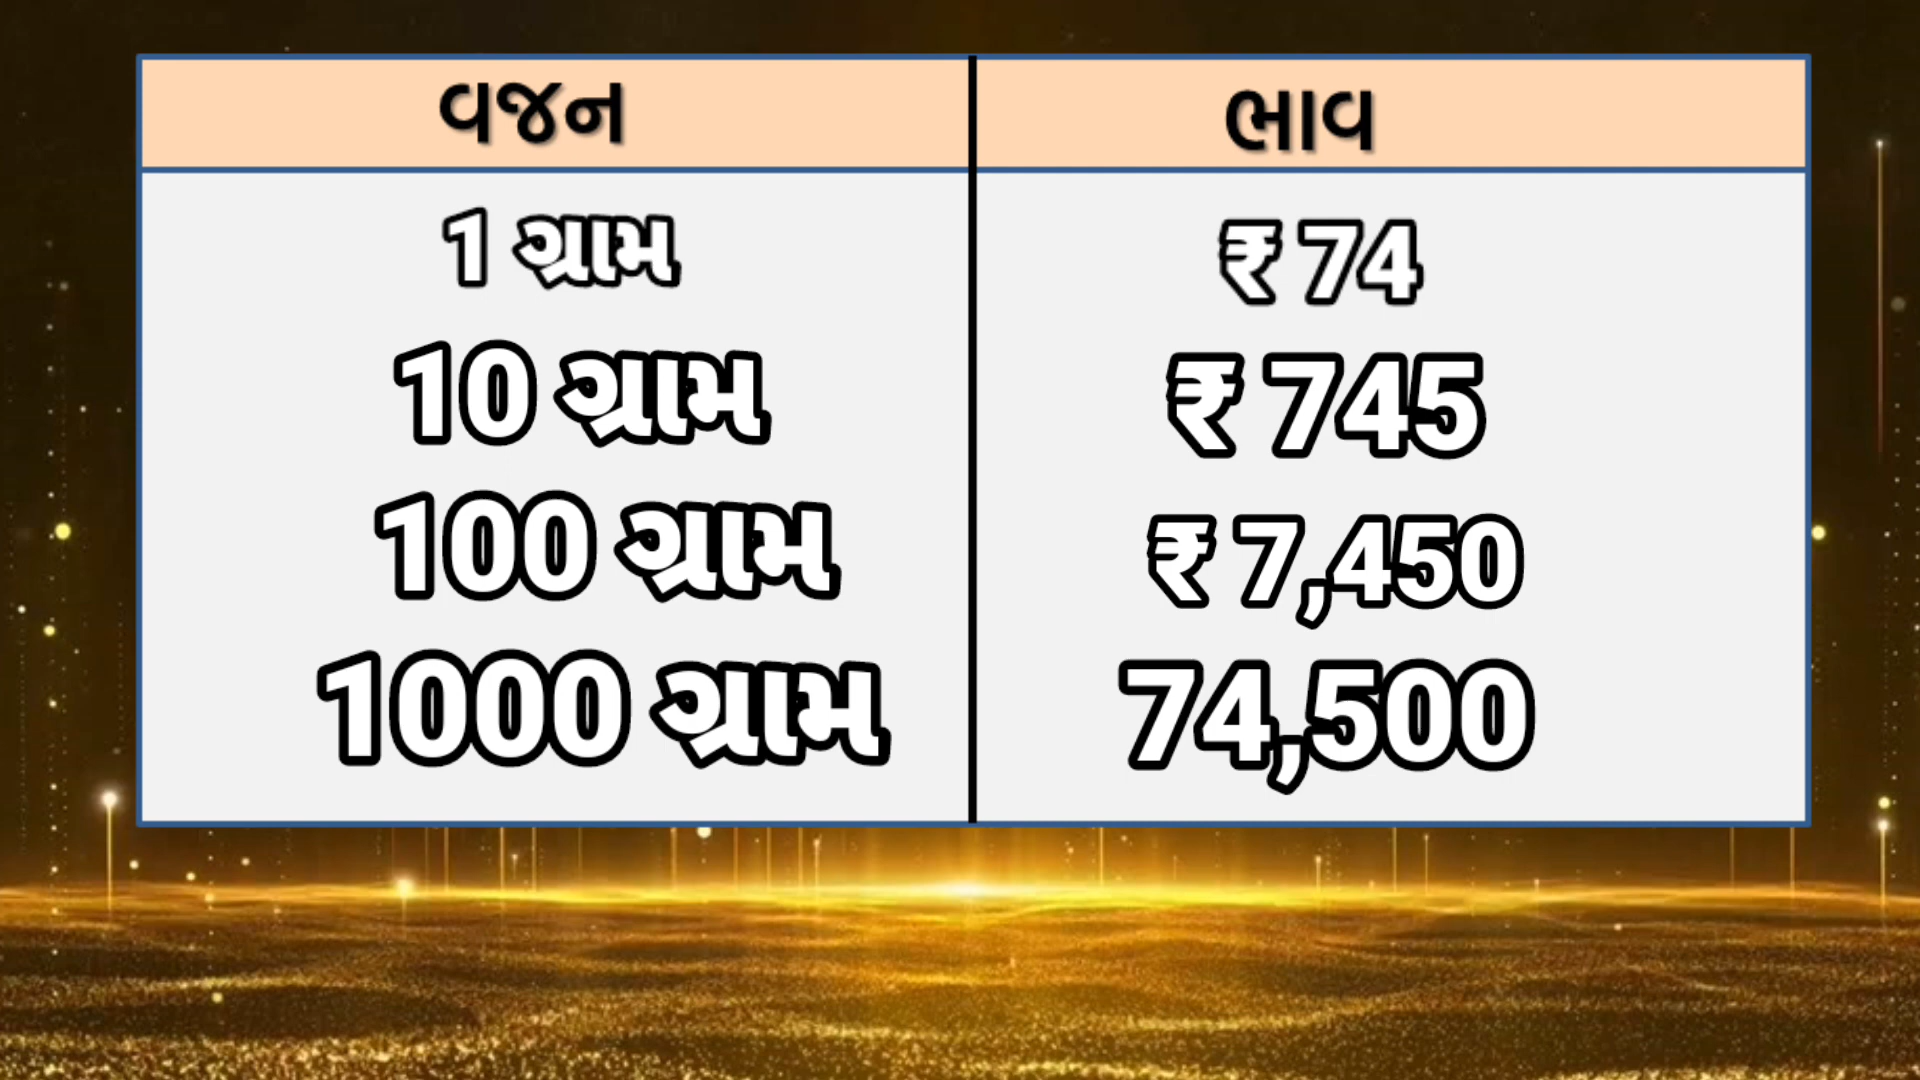 વજન ભાવ
1 ગ્રામ ₹ 74
10 ગ્રામ ₹ 745
100 ગ્રામ ₹ 7,450
1000 ગ્રામ 74,500